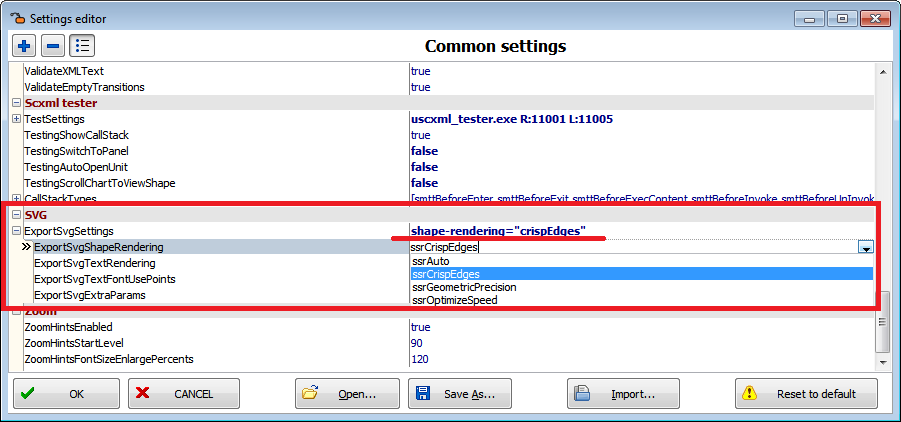 Settings editor
Common settings
ValidateXMLText true
ValidateEmptyTransitions true
Scxml tester
TestSettings uscxml_tester.exe R:11001 L:11005
TestingShowCallStack true
TestingSwitchToPanel false
TestingAutoOpenUnit false
TestingScrollChartToViewShape false
CallStackTypes [smttBeforeEnter,smttBeforeExit,smttBeforeExecContent,smttBeforeInvoke,smttBeforeUnInvok
SVG
ExportSvgSettings shape-rendering="crispEdges"
ExportSvgShapeRendering ssrCrispEdges
ExportSvgTextRendering ssrAuto
ssrCrispEdges
ExportSvgTextFontUsePoints ssrGeometricPrecision
ExportSvgExtraParams ssrOptimizeSpeed
Zoom
ZoomHintsEnabled true
ZoomHintsStartLevel 90
ZoomHintsFontSizeEnlargePercents 120
OK CANCEL Open... Save As... Import... Reset to default